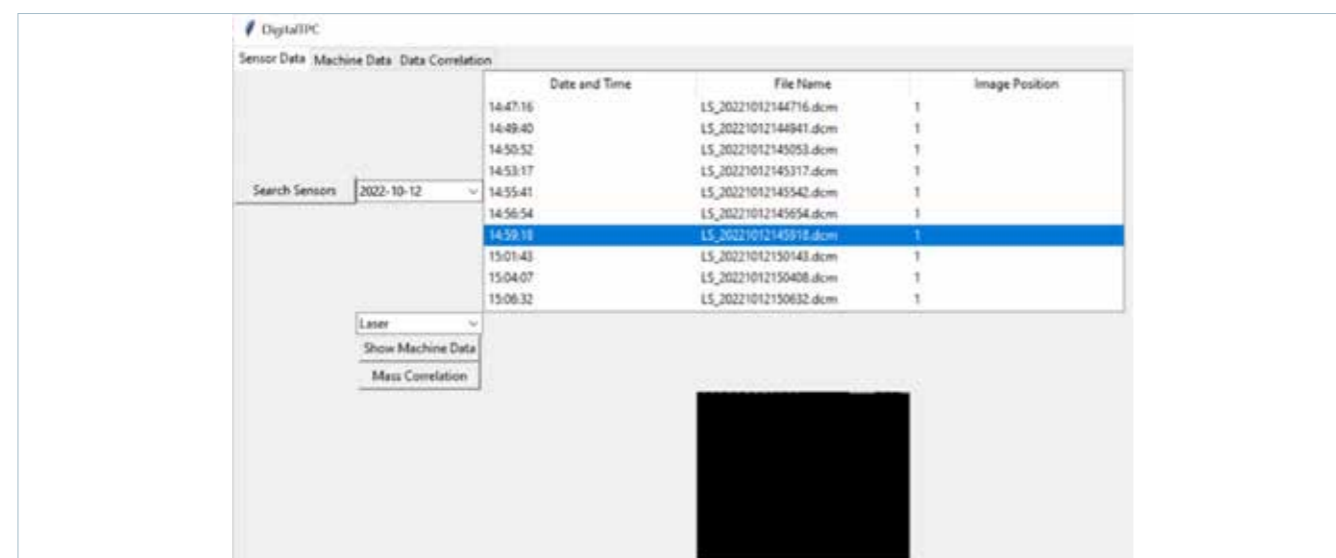 DigitalTPC
Sensor Data Machine Data Data Correlation
Date and Time File Name Image Position
14:47:16 LS_20221012144716.dcm 1
14:49:40 LS_20221012144941.dcm 1
14:50:52 LS_20221012145053.dcm 1
14:53:17 LS_20221012145317.dcm 1
Search Sensors 2022-10-12 14:55:41 LS_20221012145542.dcm 1
14:56:54 LS_20221012145654.dcm 1
14:59:18 LS_20221012145918.dcm 1
15:01:43 LS_20221012150143.dcm 1
15:04:07 LS_20221012150408.dcm 1
15:06:32 LS_20221012150632.dcm 1
Laser
Show Machine Data
Mass Correlation